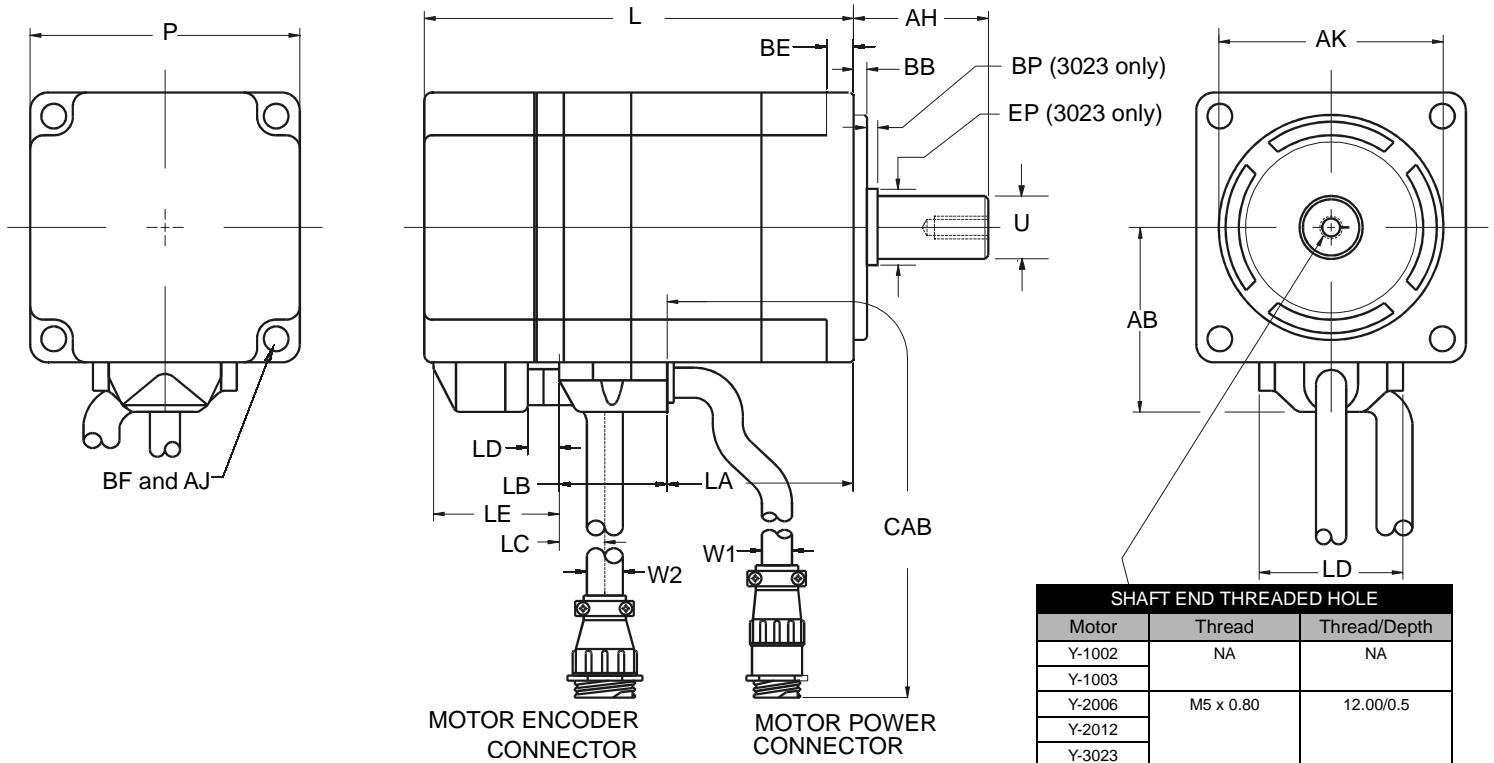 P
L
AH
BE
BB
BP (3023 only)
EP (3023 only)
U
AK
AB
BF and AJ
LD
LB
LA
LE
LC
CAB
W1
W2
LD
MOTOR ENCODER
CONNECTOR
MOTOR POWER
CONNECTOR
SHAFT END THREADED HOLE
Motor Thread Thread/Depth
Y-1002 NA NA
Y-1003
Y-2006 M5 x 0.80 12.00/0.5
Y-2012
Y-3023